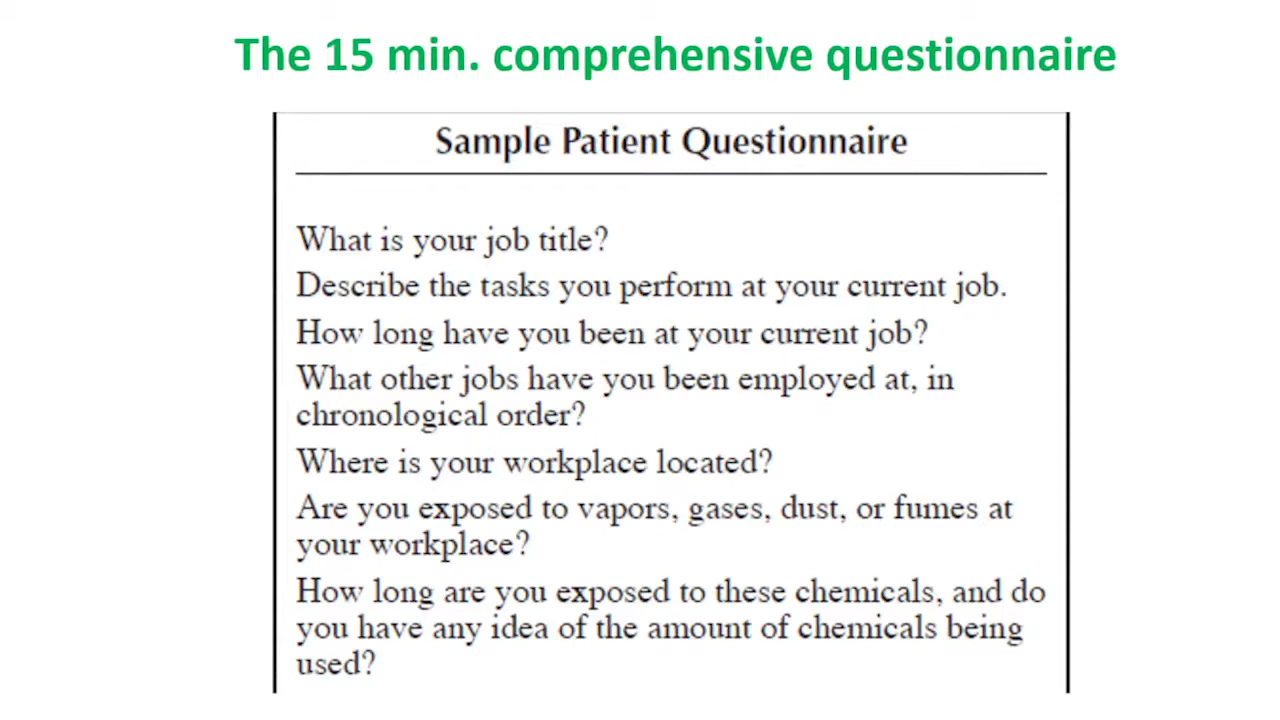 The 15 min. comprehensive questionnaire
Sample Patient Questionnaire
What is your job title?
Describe the tasks you perform at your current job.
How long have you been at your current job?
What other jobs have you been employed at, in
chronological order?
Where is your workplace located?
Are you exposed to vapors, gases, dust, or fumes at
your workplace?
How long are you exposed to these chemicals, and do
you have any idea of the amount of chemicals being
used?